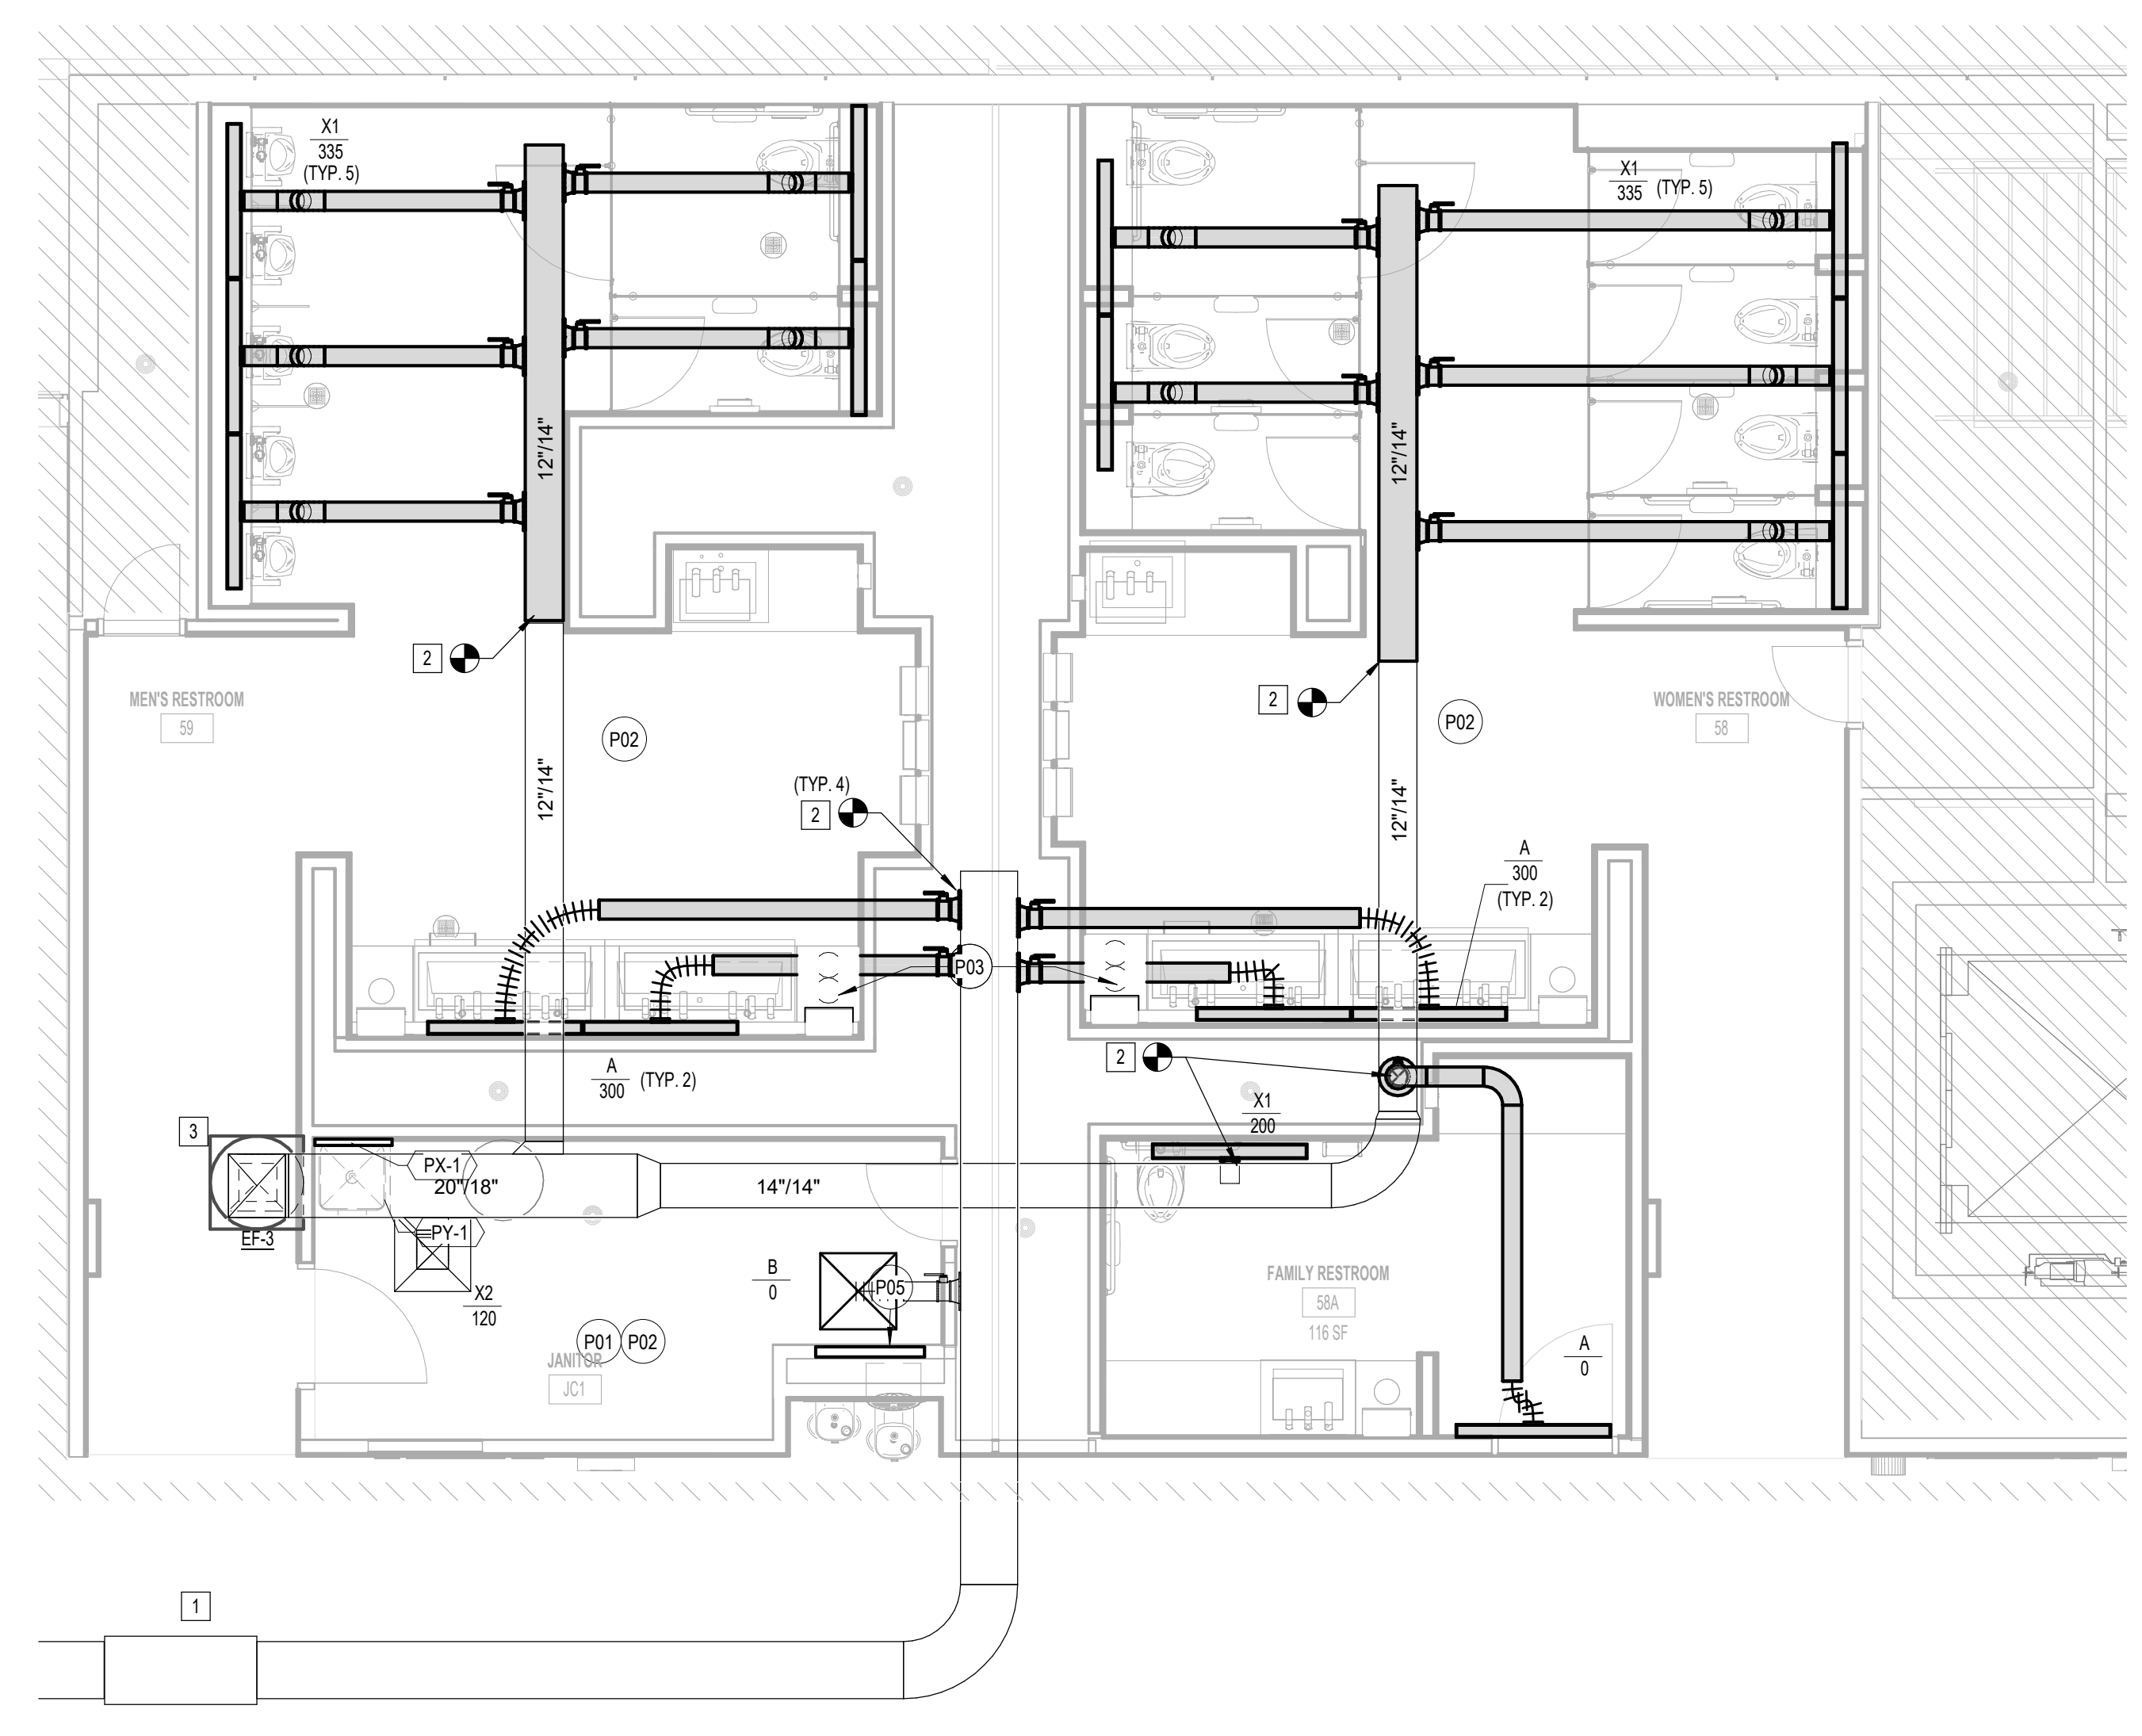 X1
335
(TYP. 5)
X1
335 (TYP. 5)
12"/14"
12"/14"
2
2
MEN'S RESTROOM
59
P02
P02
WOMEN'S RESTROOM
58
12"/14"
12"/14"
(TYP. 4)
2
A
300
(TYP. 2)
P03
2
A
300 (TYP. 2)
X1
200
3
PX-1
20"/18"
14"/14"
PY-1
EF-3
B
0
P05
X2
120
FAMILY RESTROOM
58A
116 SF
P01
P02
JANITOR
JC1
A
0
1